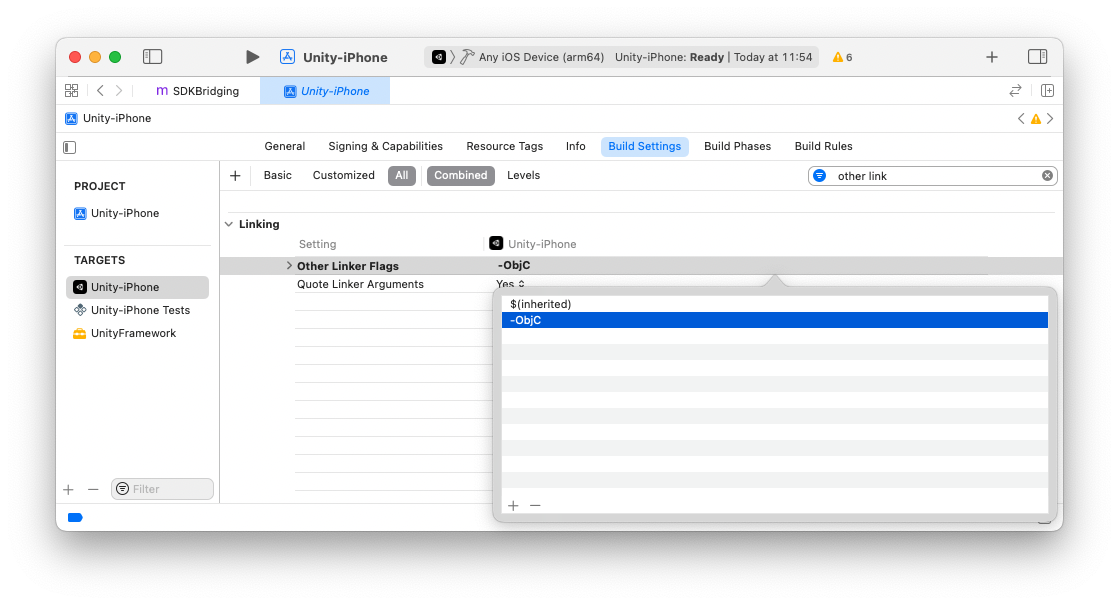 Unity-iPhone
Any iOS Device (arm64) Unity-iPhone: Ready | Today at 11:54
6
SDKBridging
Unity-iPhone
Unity-iPhone
General
Signing & Capabilities
Resource Tags
Info
Build Settings
Build Phases
Build Rules
PROJECT
Unity-iPhone
TARGETS
Unity-iPhone
Unity-iPhone Tests
UnityFramework
Filter
Basic
Customized
All
Combined
Levels
other link
Linking
Setting
Unity-iPhone
Other Linker Flags
-ObjC
Quote Linker Arguments
Yes
$(inherited)
-ObjC